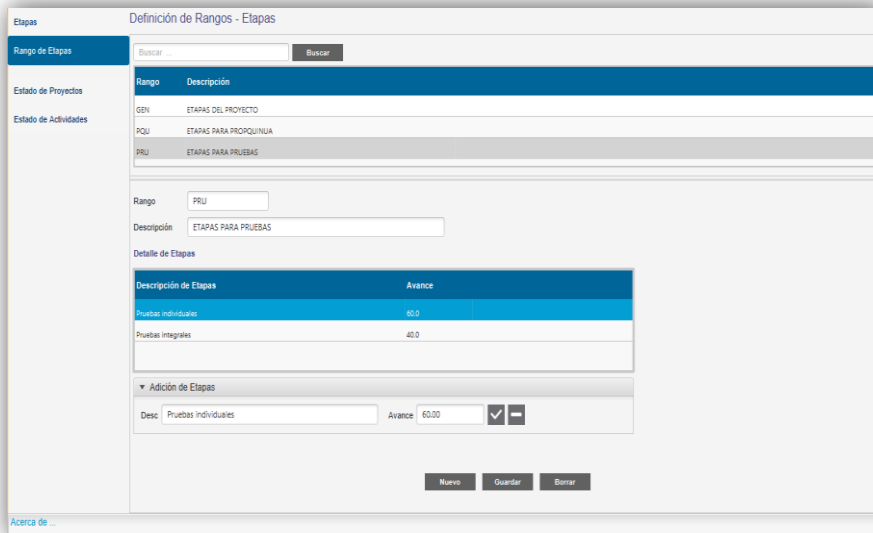 Etapas
Definición de Rangos - Etapas
Rango de Etapas
Buscar ...
Buscar
Rango Descripción
Estado de Proyectos
GEN ETAPAS DEL PROYECTO
Estado de Actividades
PQU ETAPAS PARA PROPQUINUA
PRU ETAPAS PARA PRUEBAS
Rango PRU
Descripción ETAPAS PARA PRUEBAS
Detalle de Etapas
Descripción de Etapas Avance
Pruebas individuales 60.0
Pruebas integrales 40.0
Adición de Etapas
Desc Pruebas individuales Avance 60.00
Nuevo Guardar Borrar
Acerca de ...